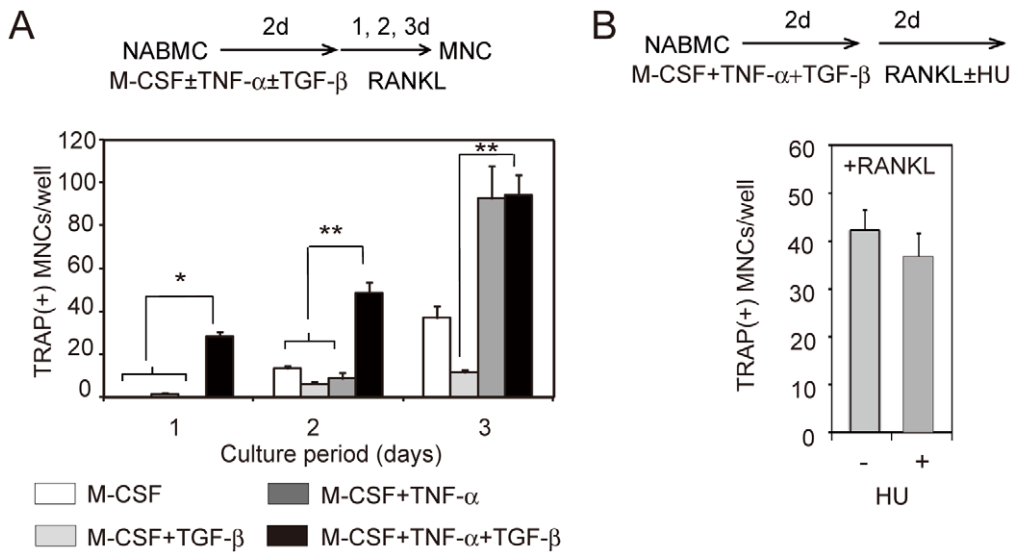 A
2d
1, 2, 3d
NABMC
MNC
M-CSF±TNF-α±TGF-β
RANKL
TRAP(+) MNCs/well
120
100
80
60
40
20
0
*
**
**
1
2
3
Culture period (days)
M-CSF
M-CSF+TNF-α
M-CSF+TGF-β
M-CSF+TNF-α+TGF-β
B
2d
2d
NABMC
M-CSF+TNF-α+TGF-β
RANKL±HU
TRAP(+) MNCs/well
60
50
40
30
20
10
0
+RANKL
- +
HU